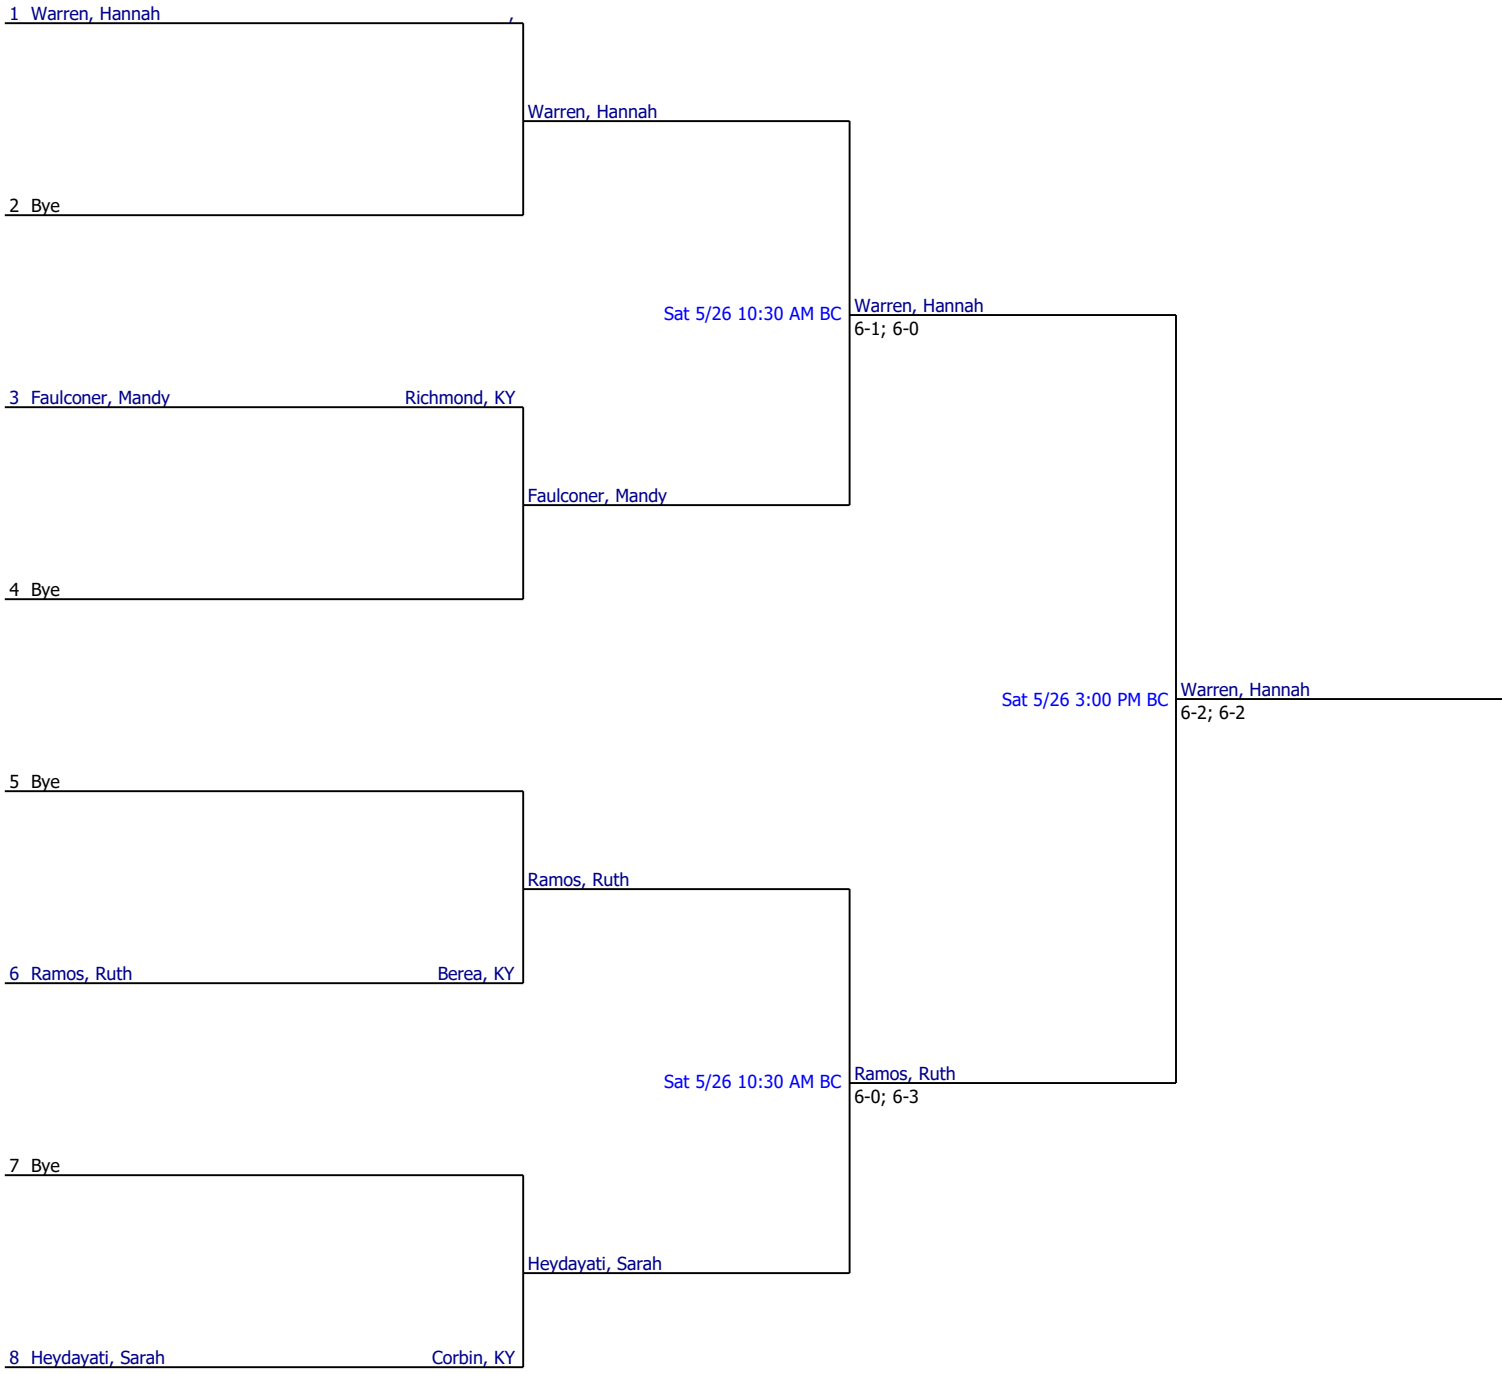 1 Warren, Hannah ,
Warren, Hannah
2 Bye
Sat 5/26 10:30 AM BC
Warren, Hannah
6-1; 6-0
3 Faulconer, Mandy Richmond, KY
Faulconer, Mandy
4 Bye
Sat 5/26 3:00 PM BC
Warren, Hannah
6-2; 6-2
5 Bye
Ramos, Ruth
6 Ramos, Ruth Berea, KY
Sat 5/26 10:30 AM BC
Ramos, Ruth
6-0; 6-3
7 Bye
Heydayati, Sarah
8 Heydayati, Sarah Corbin, KY